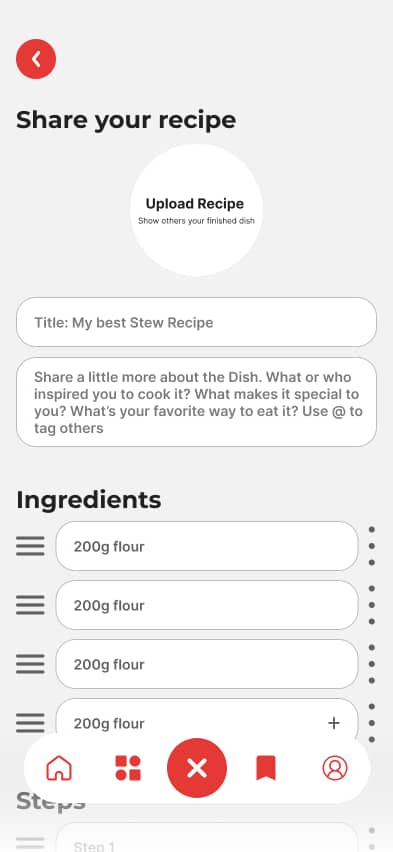 Share your recipe
Upload Recipe
Show others your finished dish
Title: My best Stew Recipe
Share a little more about the Dish. What or who
inspired you to cook it? What makes it special to
you? What’s your favorite way to eat it? Use @ to
tag others
Ingredients
200g flour
200g flour
200g flour
200g flour
Steps
Step 1